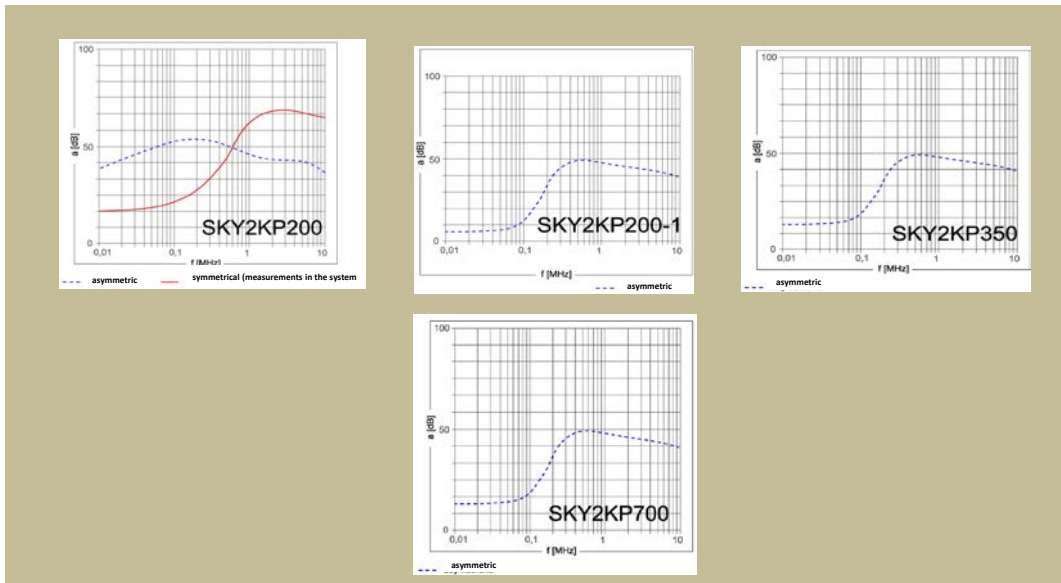 100
50
0
a [dB]
SKY2KP200
0,01 0,1 1 10
f [MHz]
asymmetric symmetrical (measurements in the system
100
50
0
a [dB]
SKY2KP200-1
0,01 0,1 1 10
f [MHz]
asymmetric
100
50
0
a [dB]
SKY2KP350
0,01 0,1 1 10
f [MHz]
asymmetric
100
50
0
a [dB]
SKY2KP700
0,01 0,1 1 10
f [MHz]
asymmetric